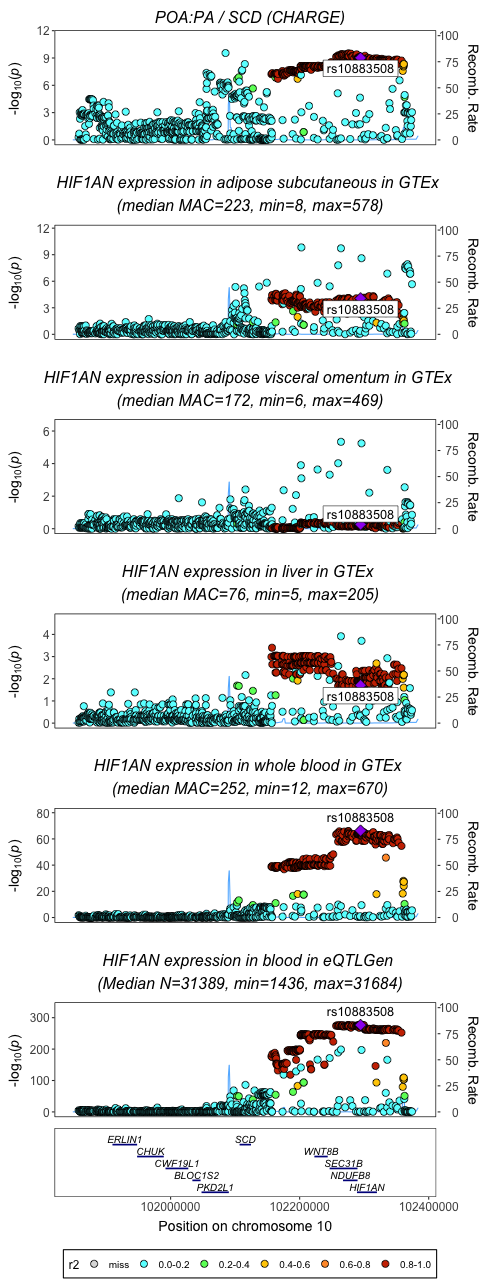 POA:PA / SCD (CHARGE)
12
9
6
3
0
100
75
50
25
0
-log10(p)
Recomb. Rate
rs10883508
HIF1AN expression in adipose subcutaneous in GTEx
(median MAC=223, min=8, max=578)
12
9
6
3
0
100
75
50
25
0
-log10(p)
Recomb. Rate
rs10883508
HIF1AN expression in adipose visceral omentum in GTEx
(median MAC=172, min=6, max=469)
6
4
2
0
100
75
50
25
0
-log10(p)
Recomb. Rate
rs10883508
HIF1AN expression in liver in GTEx
(median MAC=76, min=5, max=205)
4
3
2
1
0
100
75
50
25
0
-log10(p)
Recomb. Rate
rs10883508
HIF1AN expression in whole blood in GTEx
(median MAC=252, min=12, max=670)
80
60
40
20
0
100
75
50
25
0
-log10(p)
Recomb. Rate
rs10883508
HIF1AN expression in blood in eQTLGen
(Median N=31389, min=1436, max=31684)
300
200
100
0
100
75
50
25
0
-log10(p)
Recomb. Rate
rs10883508
ERLIN1 SCD
CHUK WNT8B
CWF19L1 SEC31B
BLOC1S2 NDUFB8
PKD2L1 HIF1AN
102000000 102200000 102400000
Position on chromosome 10
r2 miss 0.0-0.2 0.2-0.4 0.4-0.6 0.6-0.8 0.8-1.0